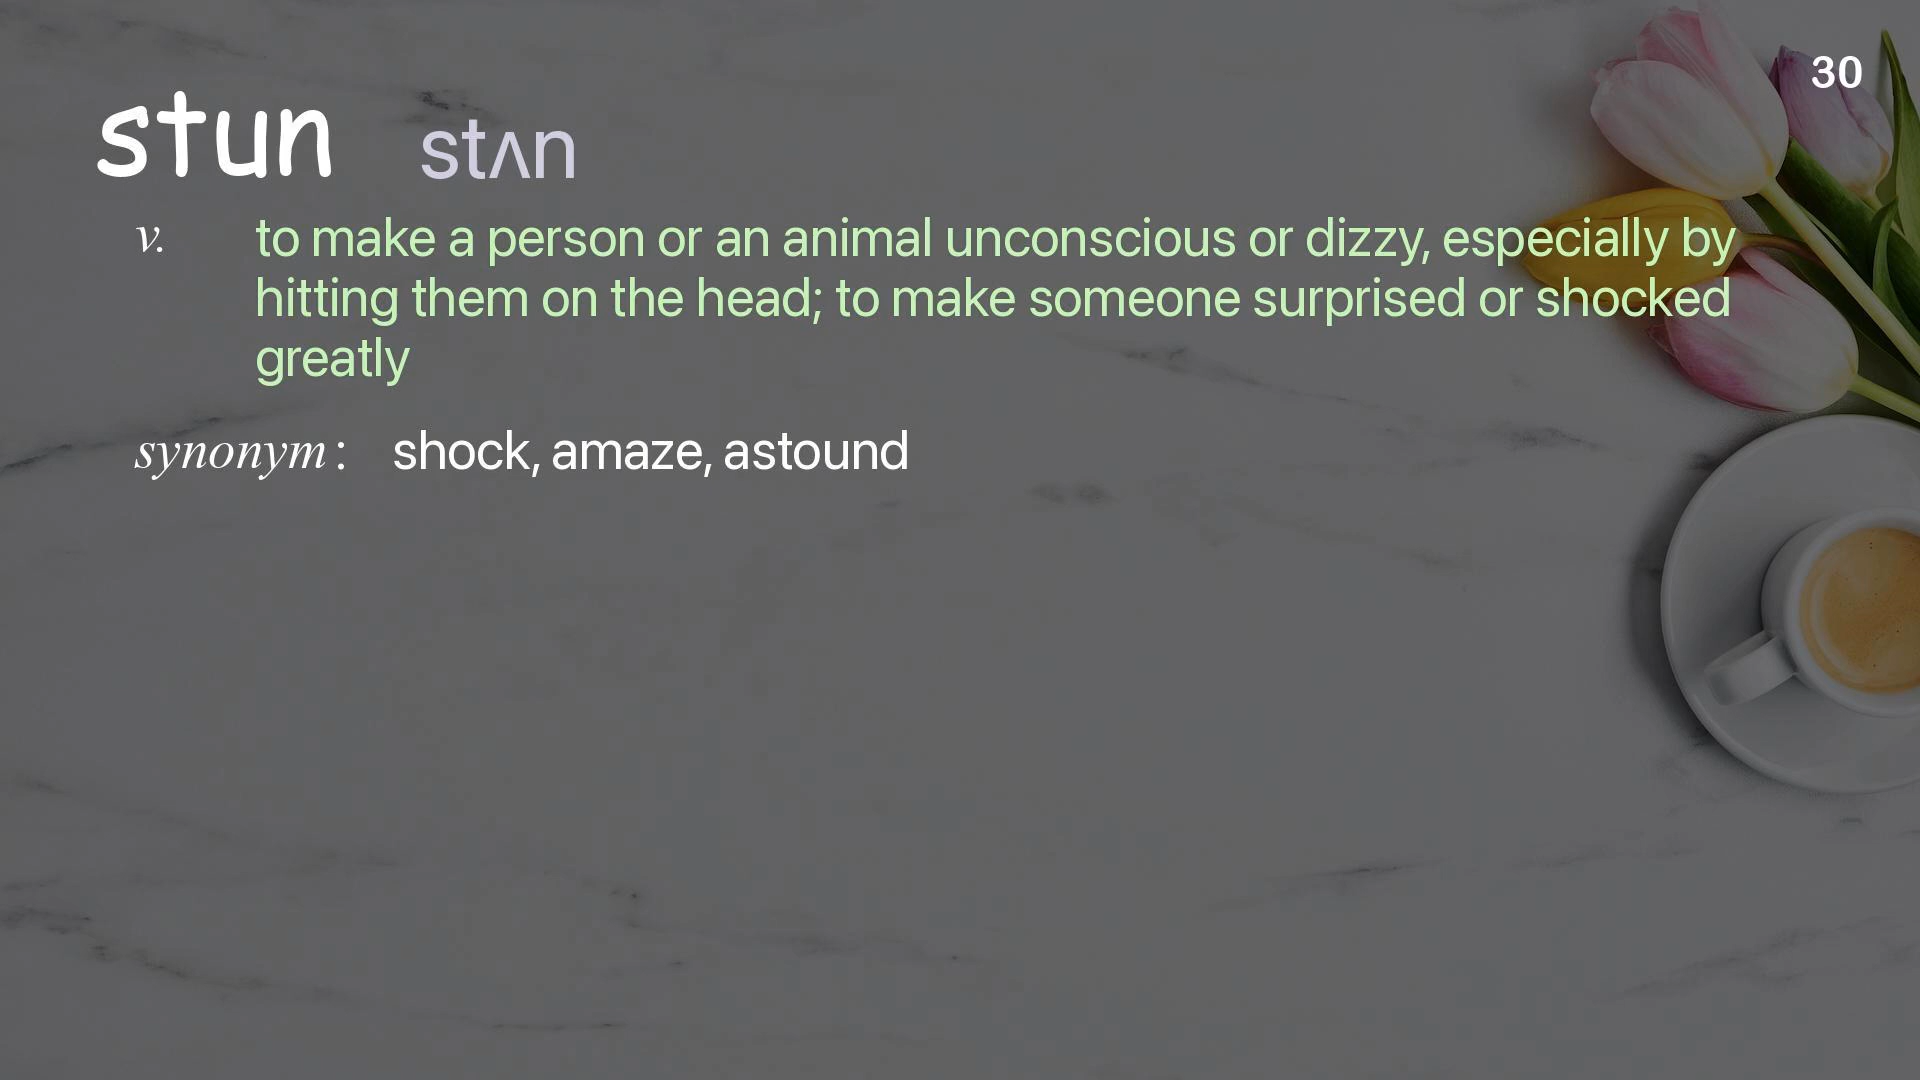 30
stun stʌn
v. to make a person or an animal unconscious or dizzy, especially by
hitting them on the head; to make someone surprised or shocked
greatly
synonym : shock, amaze, astound